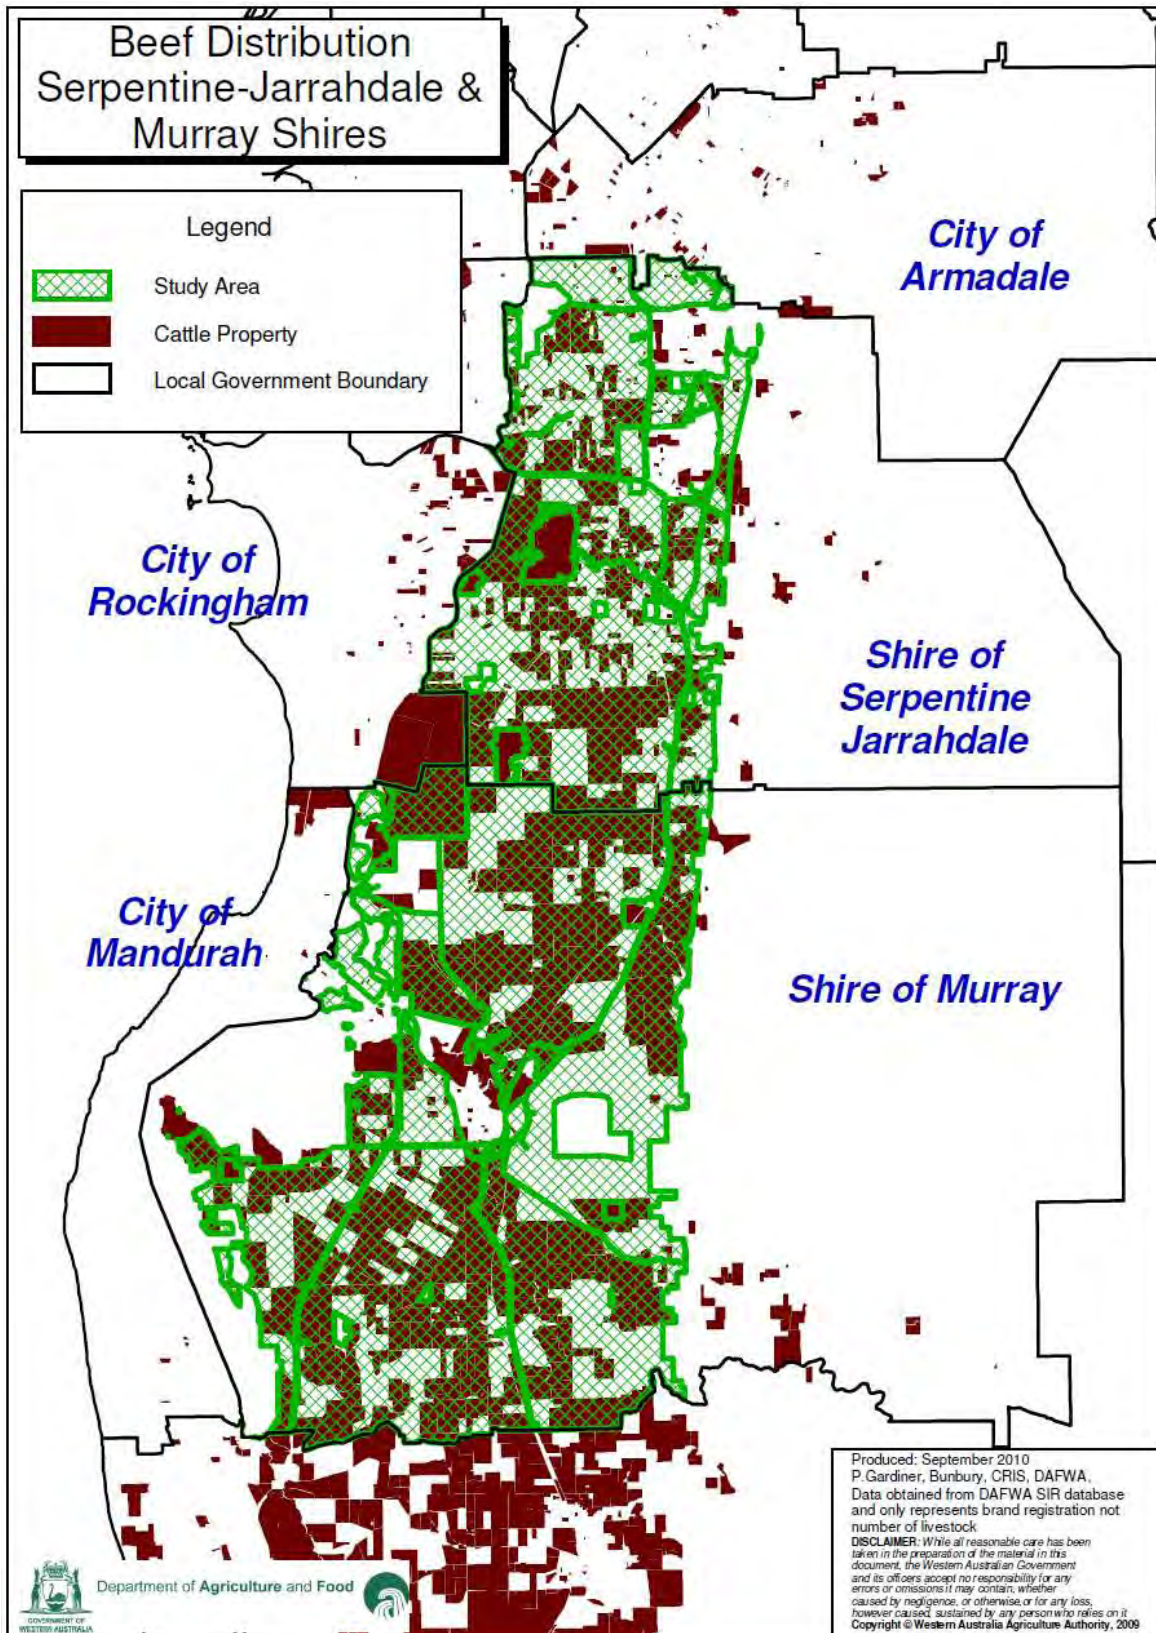 Beef Distribution
Serpentine-Jarrahdale &
Murray Shires
Legend
Study Area
Cattle Property
Local Government Boundary
City of
Armadale
City of
Rockingham
Shire of
Serpentine
Jarrahdale
City of
Mandurah
Shire of Murray
Produced: September 2010
P.Gardiner, Bunbury, CRIS, DAFWA,
Data obtained from DAFWA SIR database
and only represents brand registration not
number of livestock
DISCLAIMER: While all reasonable care has been
taken in the preparation of the material in this
document, the Western Australian Government
and its officers accept no responsibility for any
errors or omissions it may contain, whether
caused by negligence, or otherwise, or for any loss,
however caused, sustained by any person who relies on it
Copyright © Western Australia Agriculture Authority, 2009
Department of Agriculture and Food
GOVERNMENT OF
WESTERN AUSTRALIA